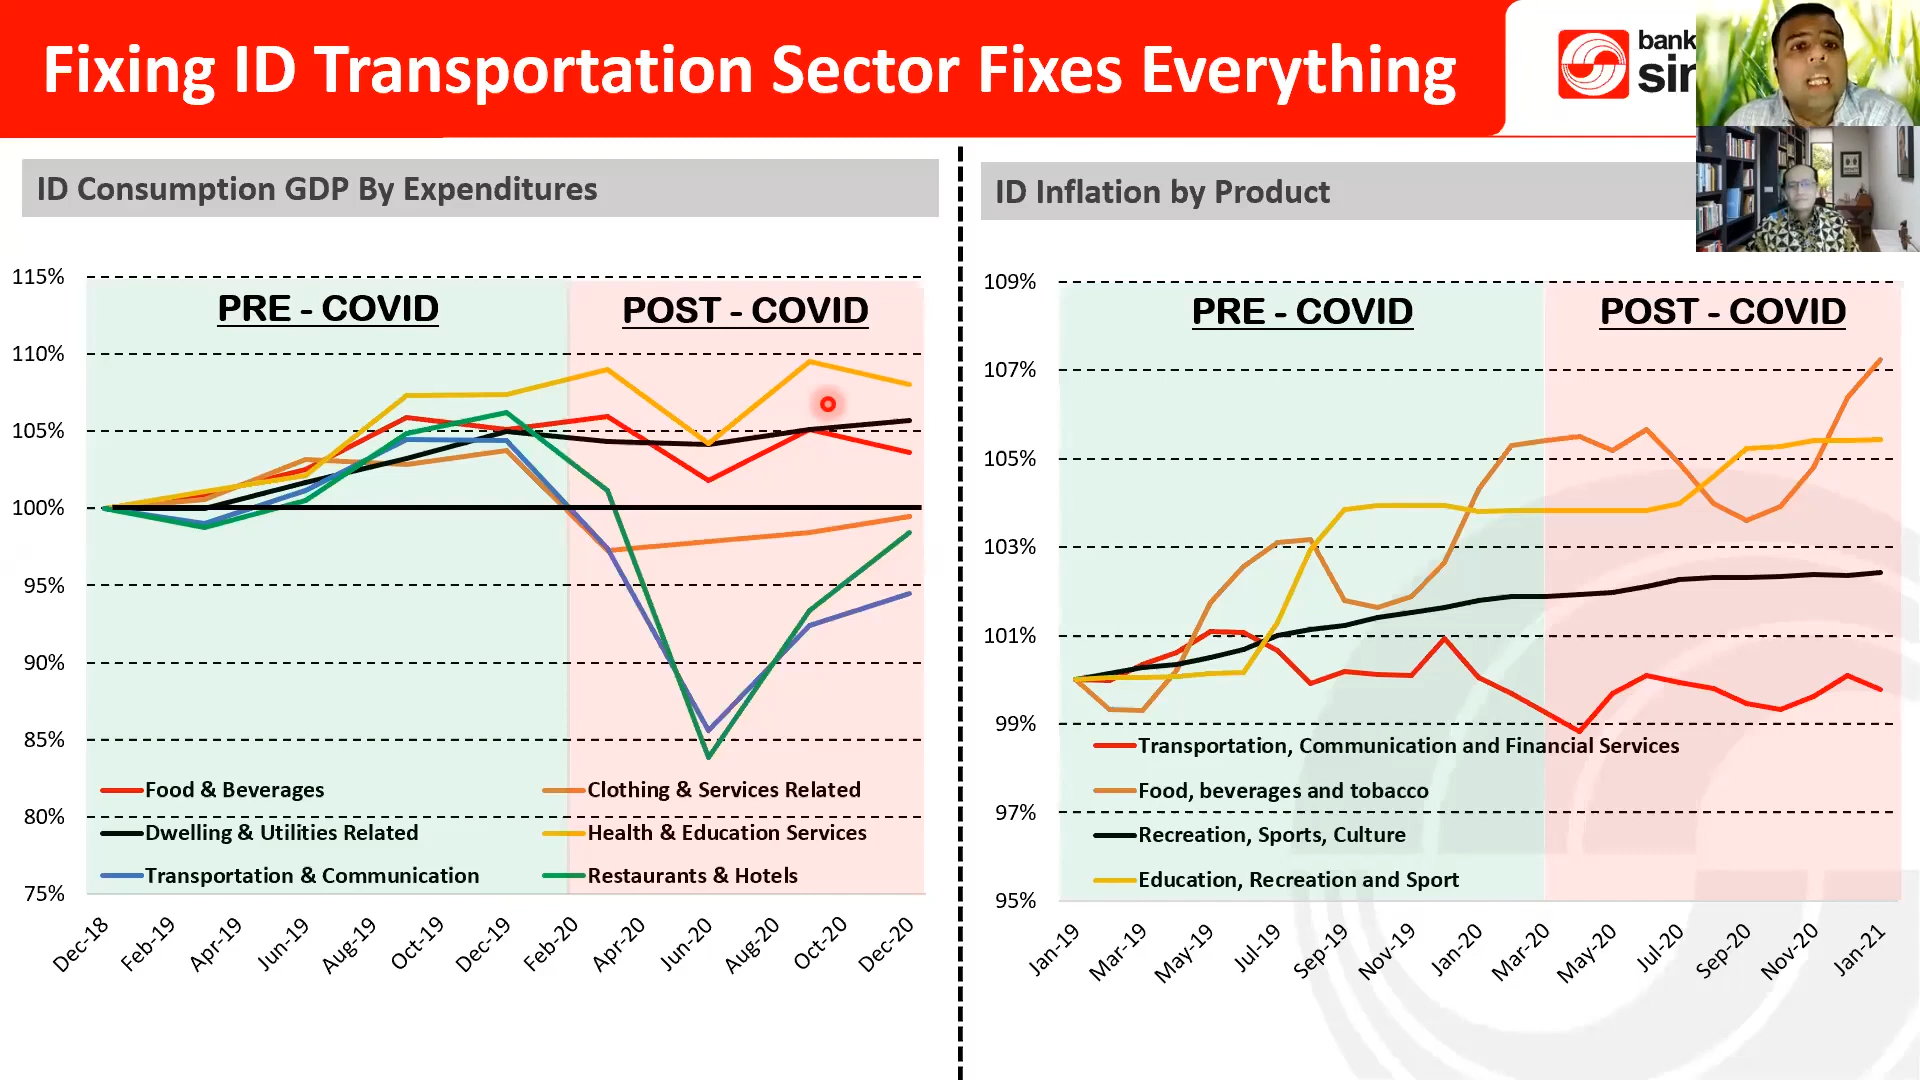 Fixing ID Transportation Sector Fixes Everything
bank
ID Consumption GDP By Expenditures
115%
110%
105%
100%
95%
90%
85%
80%
75%
PRE - COVID
POST - COVID
Food & Beverages
Clothing & Services Related
Dwelling & Utilities Related
Health & Education Services
Transportation & Communication
Restaurants & Hotels
Dec-18
Feb-19
Apr-19
Jun-19
Aug-19
Oct-19
Dec-19
Feb-20
Apr-20
Jun-20
Aug-20
Oct-20
Dec-20
ID Inflation by Product
109%
107%
105%
103%
101%
99%
97%
95%
PRE - COVID
POST - COVID
Transportation, Communication and Financial Services
Food, beverages and tobacco
Recreation, Sports, Culture
Education, Recreation and Sport
Jan-19
Mar-19
May-19
Jul-19
Sep-19
Nov-19
Jan-20
Mar-20
May-20
Jul-20
Sep-20
Nov-20
Jan-21